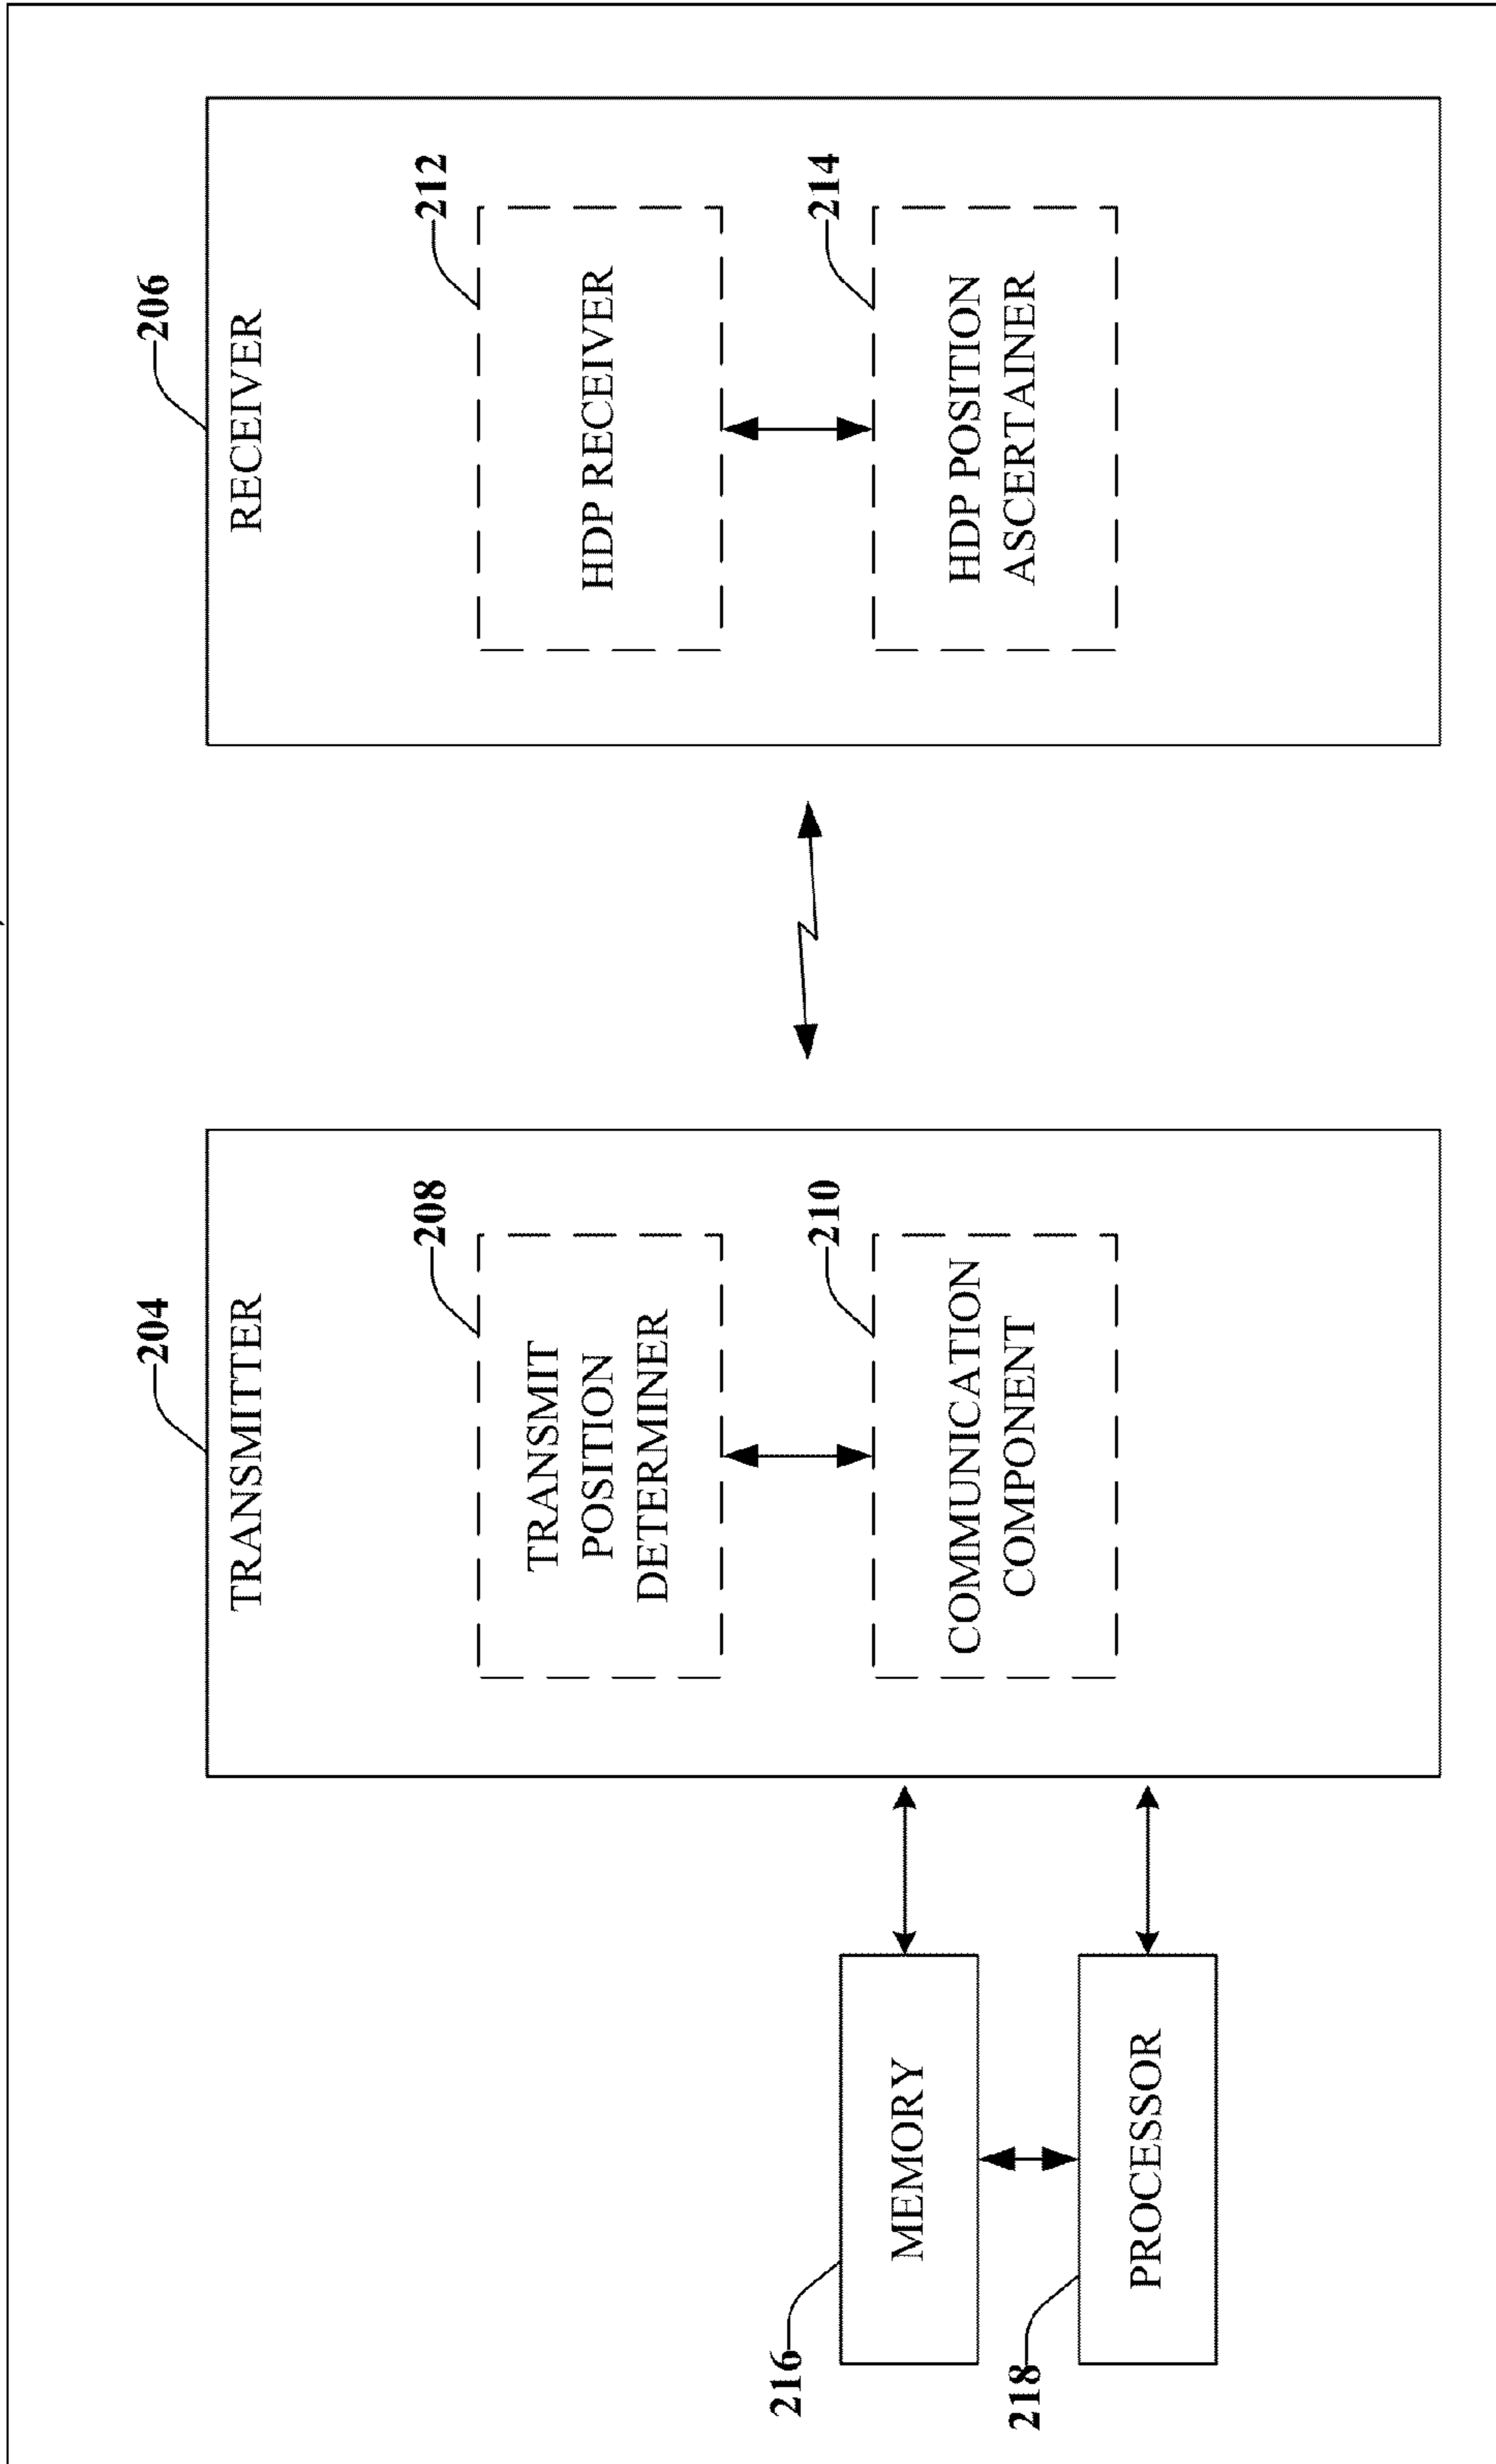 204
TRANSMITTER
208
TRANSMIT
POSITION
DETERMINER
210
COMMUNICATION
COMPONENT
206
RECEIVER
212
HDP RECEIVER
214
HDP POSITION
ASCERTAINER
216
MEMORY
218
PROCESSOR